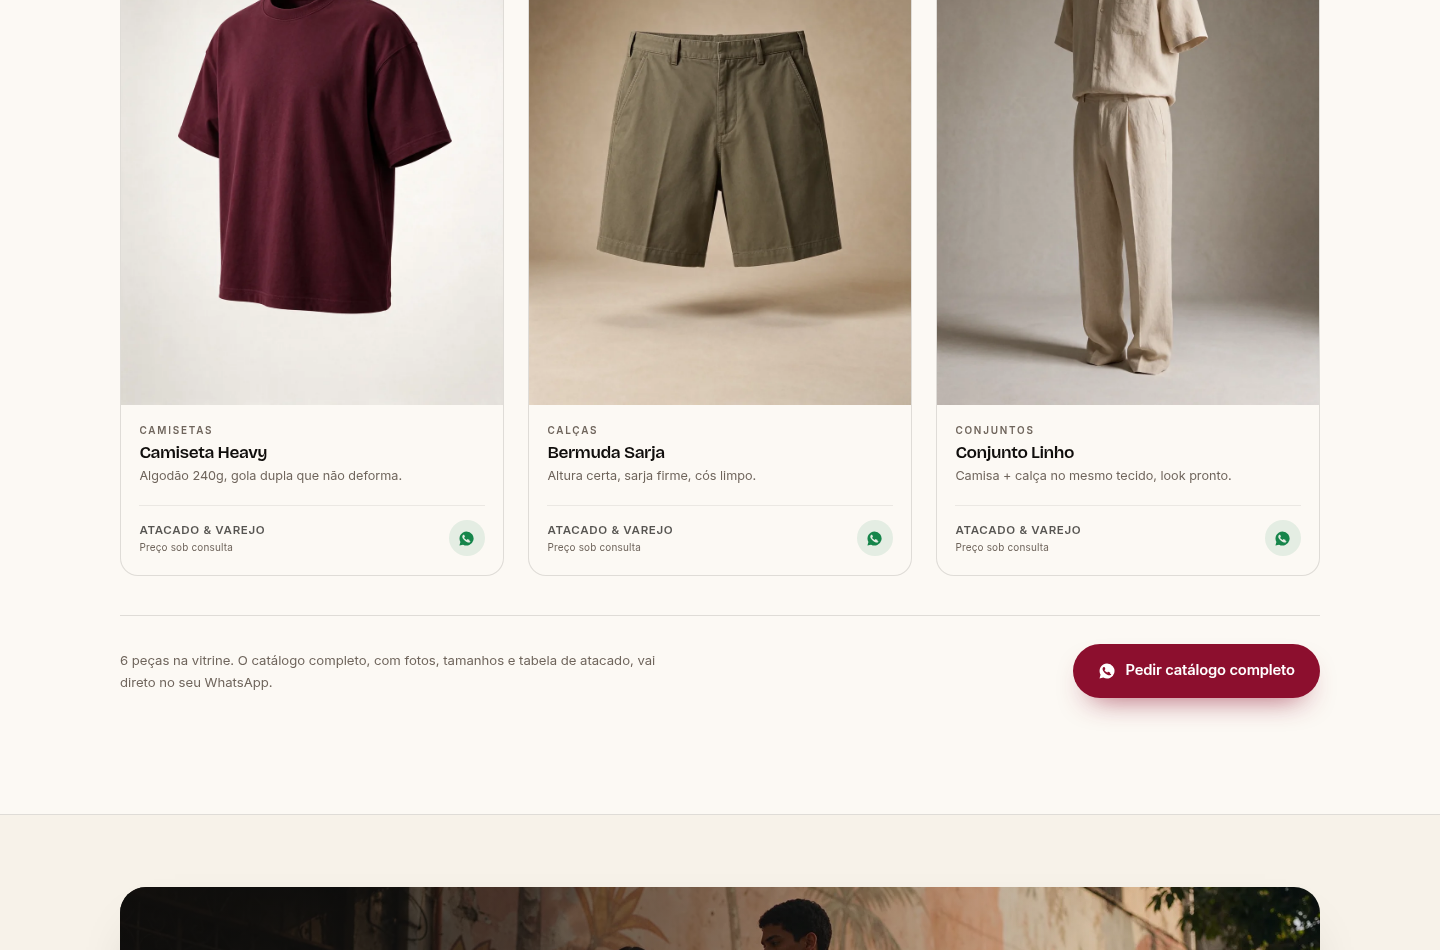 CAMISETAS
Camiseta Heavy
Algodão 240g, gola dupla que não deforma.
ATACADO & VAREJO
Preço sob consulta
CALÇAS
Bermuda Sarja
Altura certa, sarja firme, cós limpo.
ATACADO & VAREJO
Preço sob consulta
CONJUNTOS
Conjunto Linho
Camisa + calça no mesmo tecido, look pronto.
ATACADO & VAREJO
Preço sob consulta
6 peças na vitrine. O catálogo completo, com fotos, tamanhos e tabela de atacado, vai
direto no seu WhatsApp.
Pedir catálogo completo